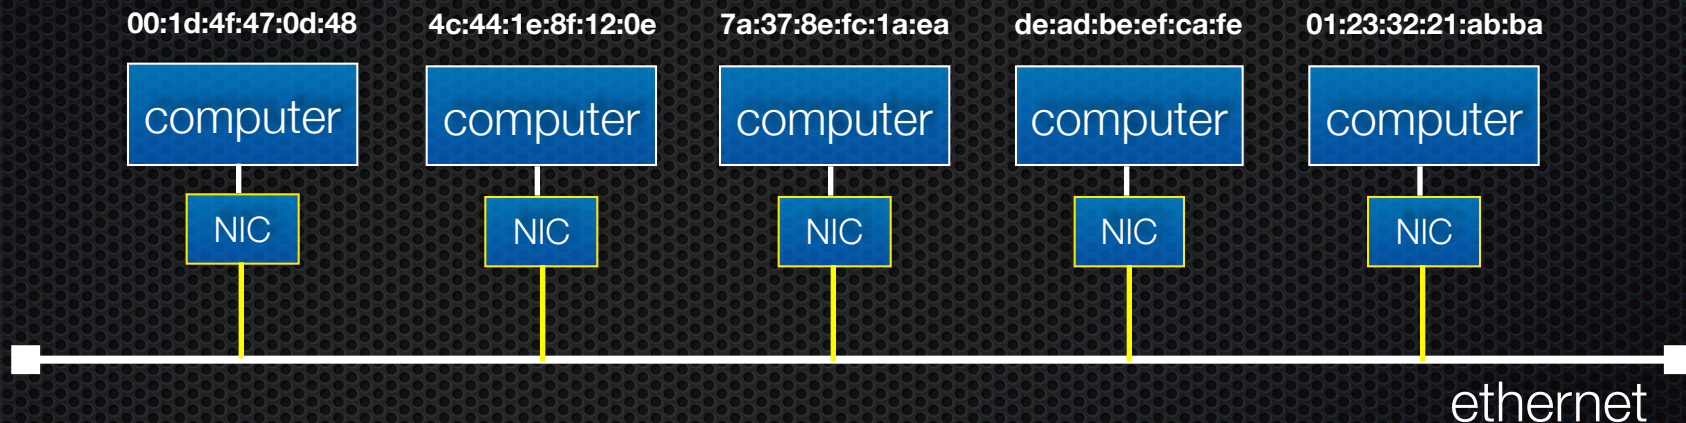 00:1d:4f:47:0d:48 4c:44:1e:8f:12:0e 7a:37:8e:fc:1a:ea de:ad:be:ef:ca:fe 01:23:32:21:ab:ba
computer computer computer computer computer
NIC NIC NIC NIC NIC
ethernet